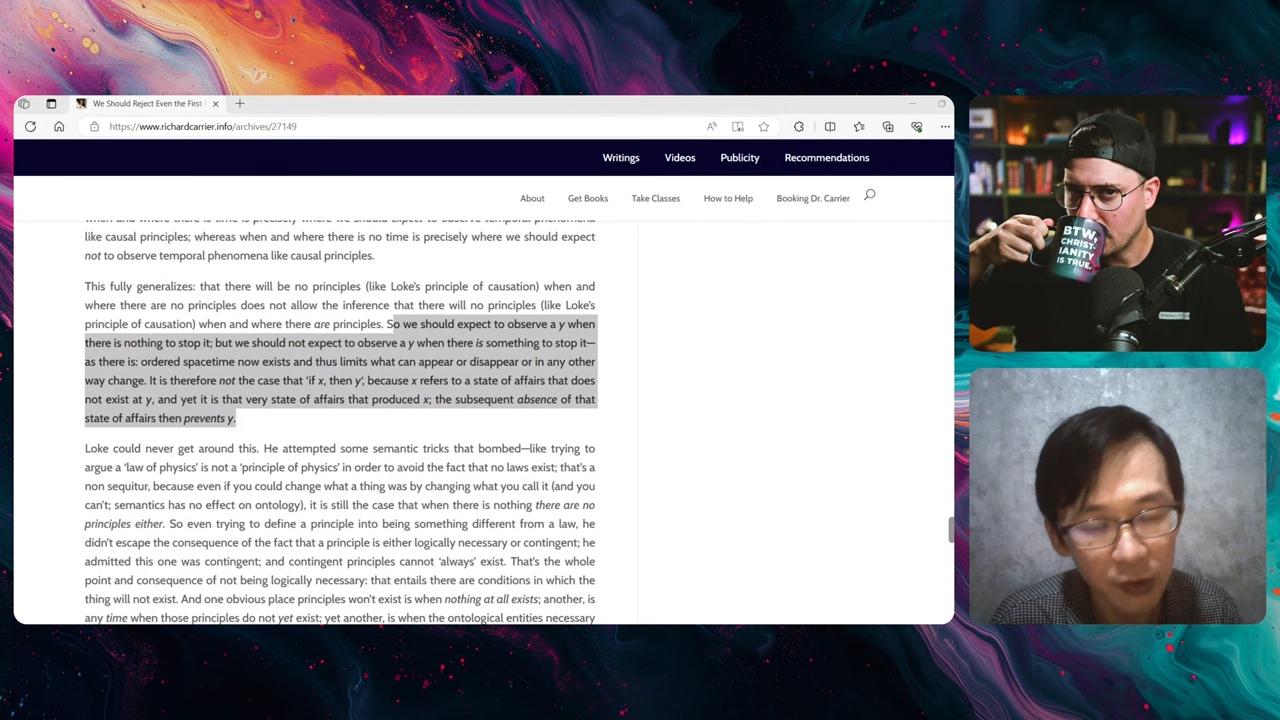 We Should Reject Even the First
https://www.richardcarrier.info/archives/27149
Writings Videos Publicity Recommendations
About Get Books Take Classes How to Help Booking Dr. Carrier
when and where there is time is precisely where we should expect to observe temporal phenomena
like causal principles; whereas when and where there is no time is precisely where we should expect
not to observe temporal phenomena like causal principles.
This fully generalizes: that there will be no principles (like Loke's principle of causation) when and
where there are no principles does not allow the inference that there will no principles (like Loke's
principle of causation) when and where there are principles. So we should expect to observe a y when
there is nothing to stop it; but we should not expect to observe a y when there is something to stop it—
as there is: ordered spacetime now exists and thus limits what can appear or disappear or in any other
way change. It is therefore not the case that 'if x, then y', because x refers to a state of affairs that does
not exist at y, and yet it is that very state of affairs that produced x; the subsequent absence of that
state of affairs then prevents y.
Loke could never get around this. He attempted some semantic tricks that bombed—like trying to
argue a 'law of physics' is not a 'principle of physics' in order to avoid the fact that no laws exist; that's a
non sequitur, because even if you could change what a thing was by changing what you call it (and you
can't; semantics has no effect on ontology), it is still the case that when there is nothing there are no
principles either. So even trying to define a principle into being something different from a law, he
didn't escape the consequence of the fact that a principle is either logically necessary or contingent; he
admitted this one was contingent; and contingent principles cannot 'always' exist. That's the whole
point and consequence of not being logically necessary: that entails there are conditions in which the
thing will not exist. And one obvious place principles won't exist is when nothing at all exists; another, is
any time when those principles do not yet exist; yet another, is when the ontological entities necessary
BTW,
CHRIST-
IANITY
IS TRUE.